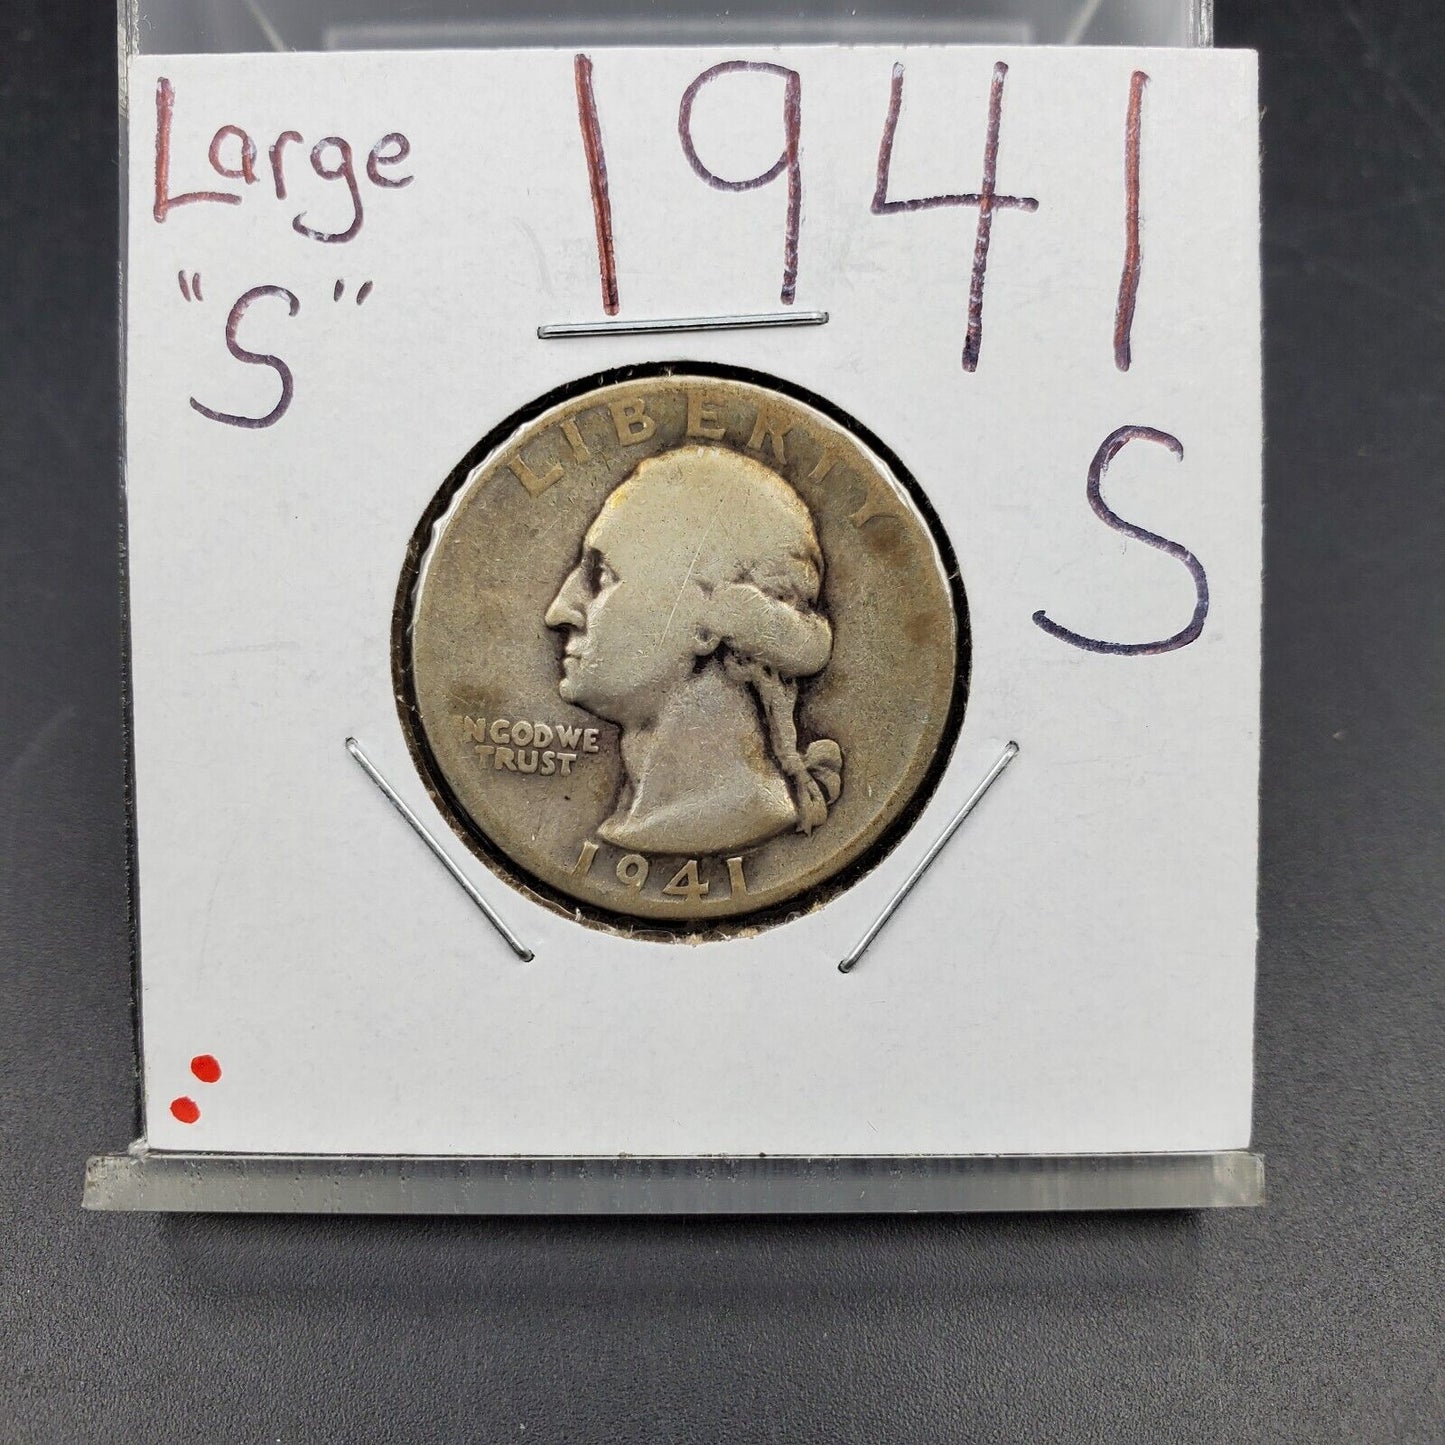 Large 1941
"S"
S
LIBERTY
IN GOD WE
TRUST
1941